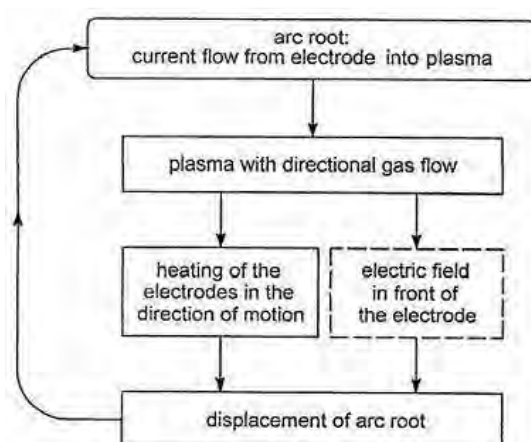 arc root:
current flow from electrode into plasma
plasma with directional gas flow
heating of the
electrodes in the
direction of motion
electric field
in front of
the electrode
displacement of arc root